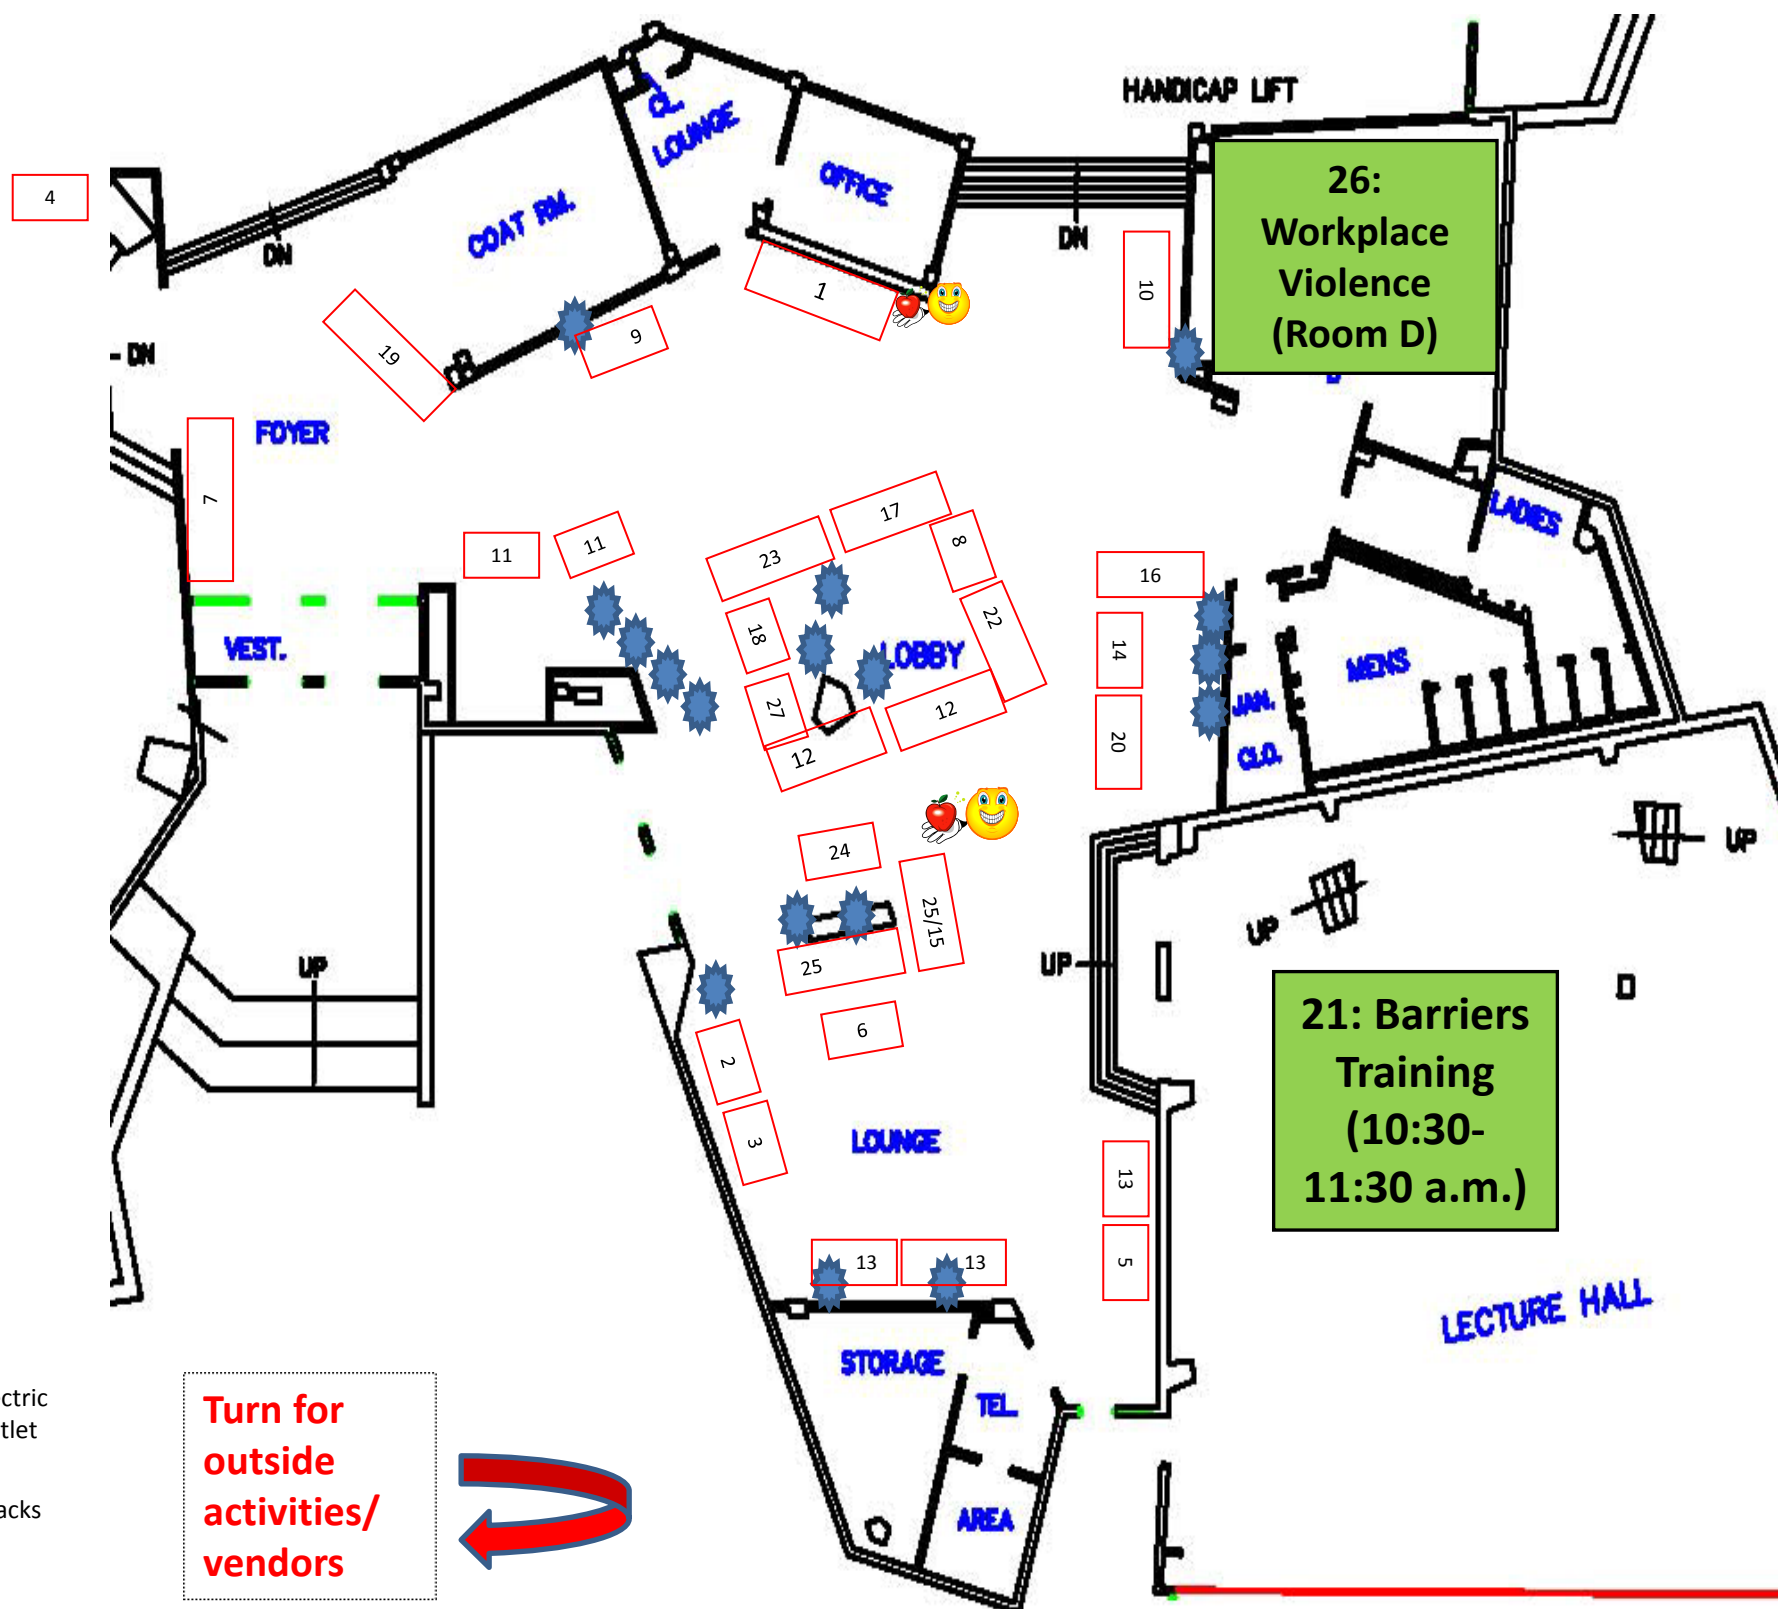 HANDICAP LIFT
CL.
LOUNGE
OFFICE
COAT RM.
4
DN
DN
26:
Workplace
Violence
(Room D)
10
1
19
9
- DN
FOYER
7
LADIES
11
11
23
17
8
16
18
22
LOBBY
14
MENS
VEST.
27
12
12
20
JAN.
CLO.
24
25/15
25
UP
UP
UP
UP
6
2
3
21: Barriers
Training
(10:30-
11:30 a.m.)
LOUNGE
13
5
13
13
LECTURE HALL
STORAGE
TEL.
AREA
ctric
tlet
acks
Turn for
outside
activities/
vendors